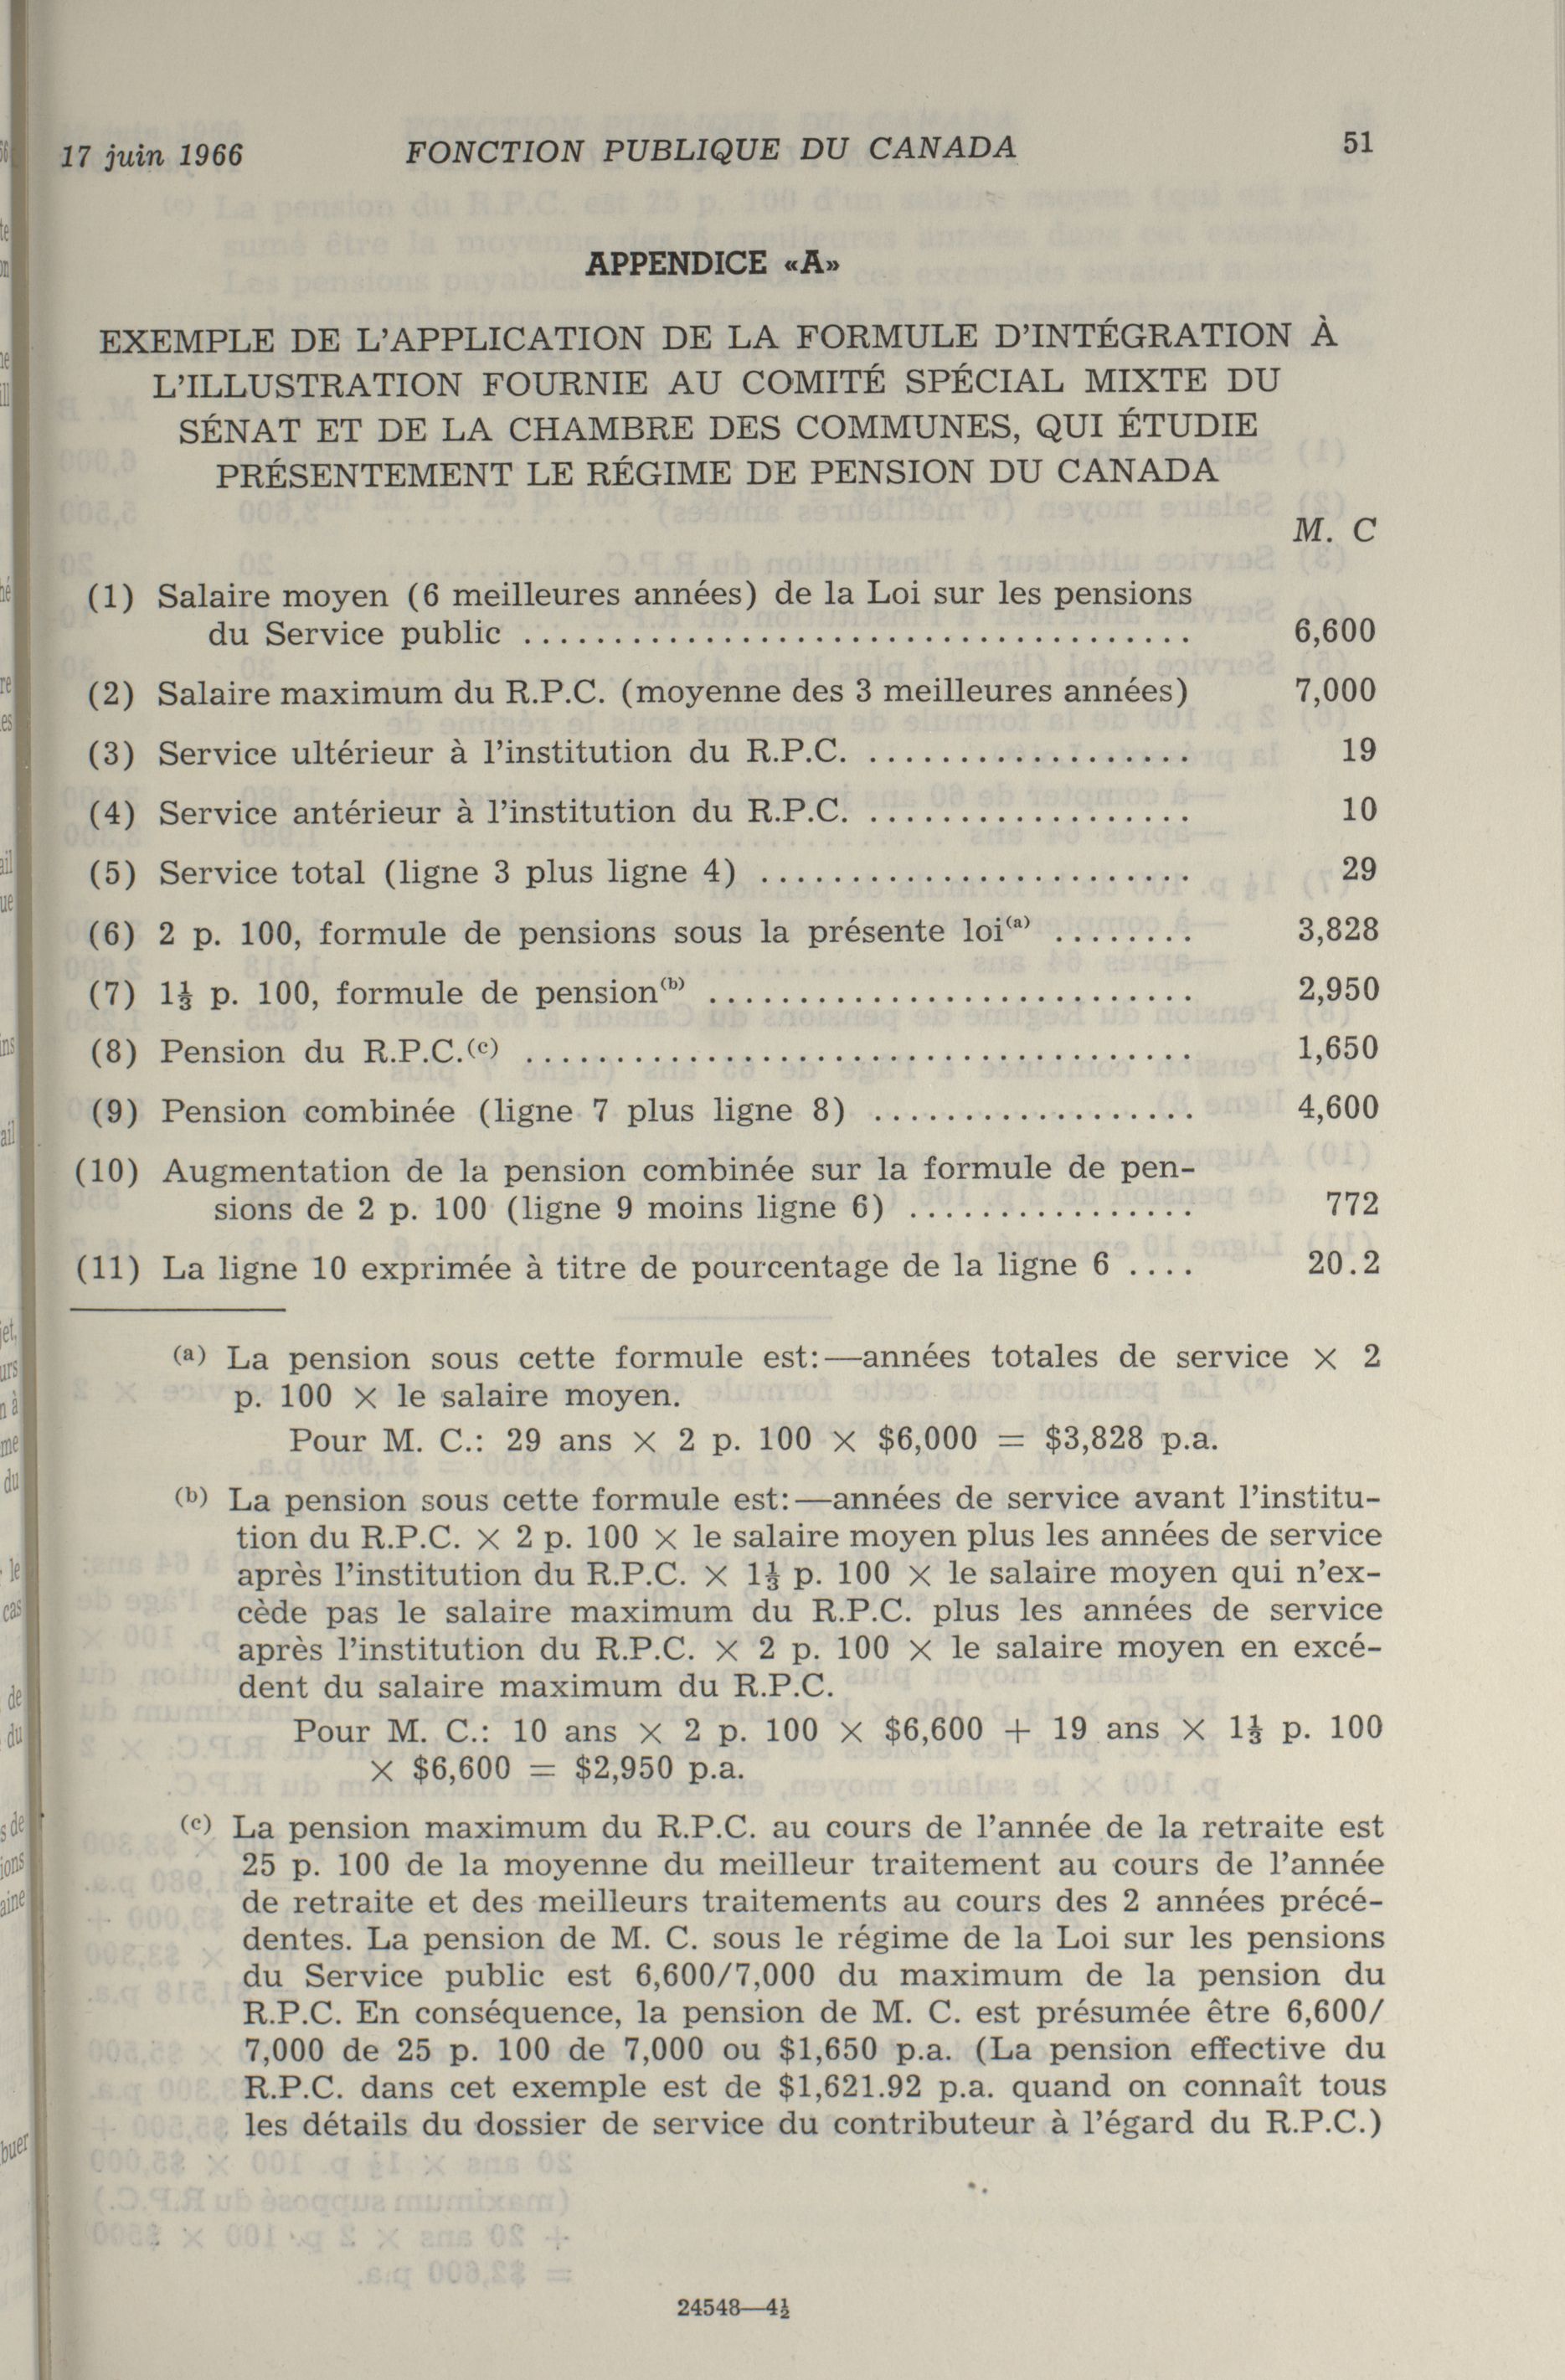 17 juin 1966 FONCTION PUBLIQUE DU CANADA 51
APPENDICE «A»
EXEMPLE DE L'APPLICATION DE LA FORMULE D'INTÉGRATION À
L'ILLUSTRATION FOURNIE AU COMITÉ SPÉCIAL MIXTE DU
SÉNAT ET DE LA CHAMBRE DES COMMUNES, QUI ÉTUDIE
PRÉSENTEMENT LE RÉGIME DE PENSION DU CANADA
M. C
(1) Salaire moyen (6 meilleures années) de la Loi sur les pensions
du Service public ..................................... 6,600
(2) Salaire maximum du R.P.C. (moyenne des 3 meilleures années) 7,000
(3) Service ultérieur à l'institution du R.P.C. .................. 19
(4) Service antérieur à l'institution du R.P.C. .................. 10
(5) Service total (ligne 3 plus ligne 4) ........................ 29
(6) 2 p. 100, formule de pensions sous la présente loi(a) ........ 3,828
(7) 1⅓ p. 100, formule de pension(b) ........................... 2,950
(8) Pension du R.P.C.(c) ..................................... 1,650
(9) Pension combinée (ligne 7 plus ligne 8) .................. 4,600
(10) Augmentation de la pension combinée sur la formule de pen-
sions de 2 p. 100 (ligne 9 moins ligne 6) ................ 772
(11) La ligne 10 exprimée à titre de pourcentage de la ligne 6 .... 20.2
(a) La pension sous cette formule est:—années totales de service × 2
p. 100 × le salaire moyen.
Pour M. C.: 29 ans × 2 p. 100 × $6,000 = $3,828 p.a.
(b) La pension sous cette formule est:—années de service avant l'institu-
tion du R.P.C. × 2 p. 100 × le salaire moyen plus les années de service
après l'institution du R.P.C. × 1⅓ p. 100 × le salaire moyen qui n'ex-
cède pas le salaire maximum du R.P.C. plus les années de service
après l'institution du R.P.C. × 2 p. 100 × le salaire moyen en excé-
dent du salaire maximum du R.P.C.
Pour M. C.: 10 ans × 2 p. 100 × $6,600 + 19 ans × 1⅓ p. 100
× $6,600 = $2,950 p.a.
(c) La pension maximum du R.P.C. au cours de l'année de la retraite est
25 p. 100 de la moyenne du meilleur traitement au cours de l'année
de retraite et des meilleurs traitements au cours des 2 années précé-
dentes. La pension de M. C. sous le régime de la Loi sur les pensions
du Service public est 6,600/7,000 du maximum de la pension du
R.P.C. En conséquence, la pension de M. C. est présumée être 6,600/
7,000 de 25 p. 100 de 7,000 ou $1,650 p.a. (La pension effective du
R.P.C. dans cet exemple est de $1,621.92 p.a. quand on connaît tous
les détails du dossier de service du contributeur à l'égard du R.P.C.)
24548—4½